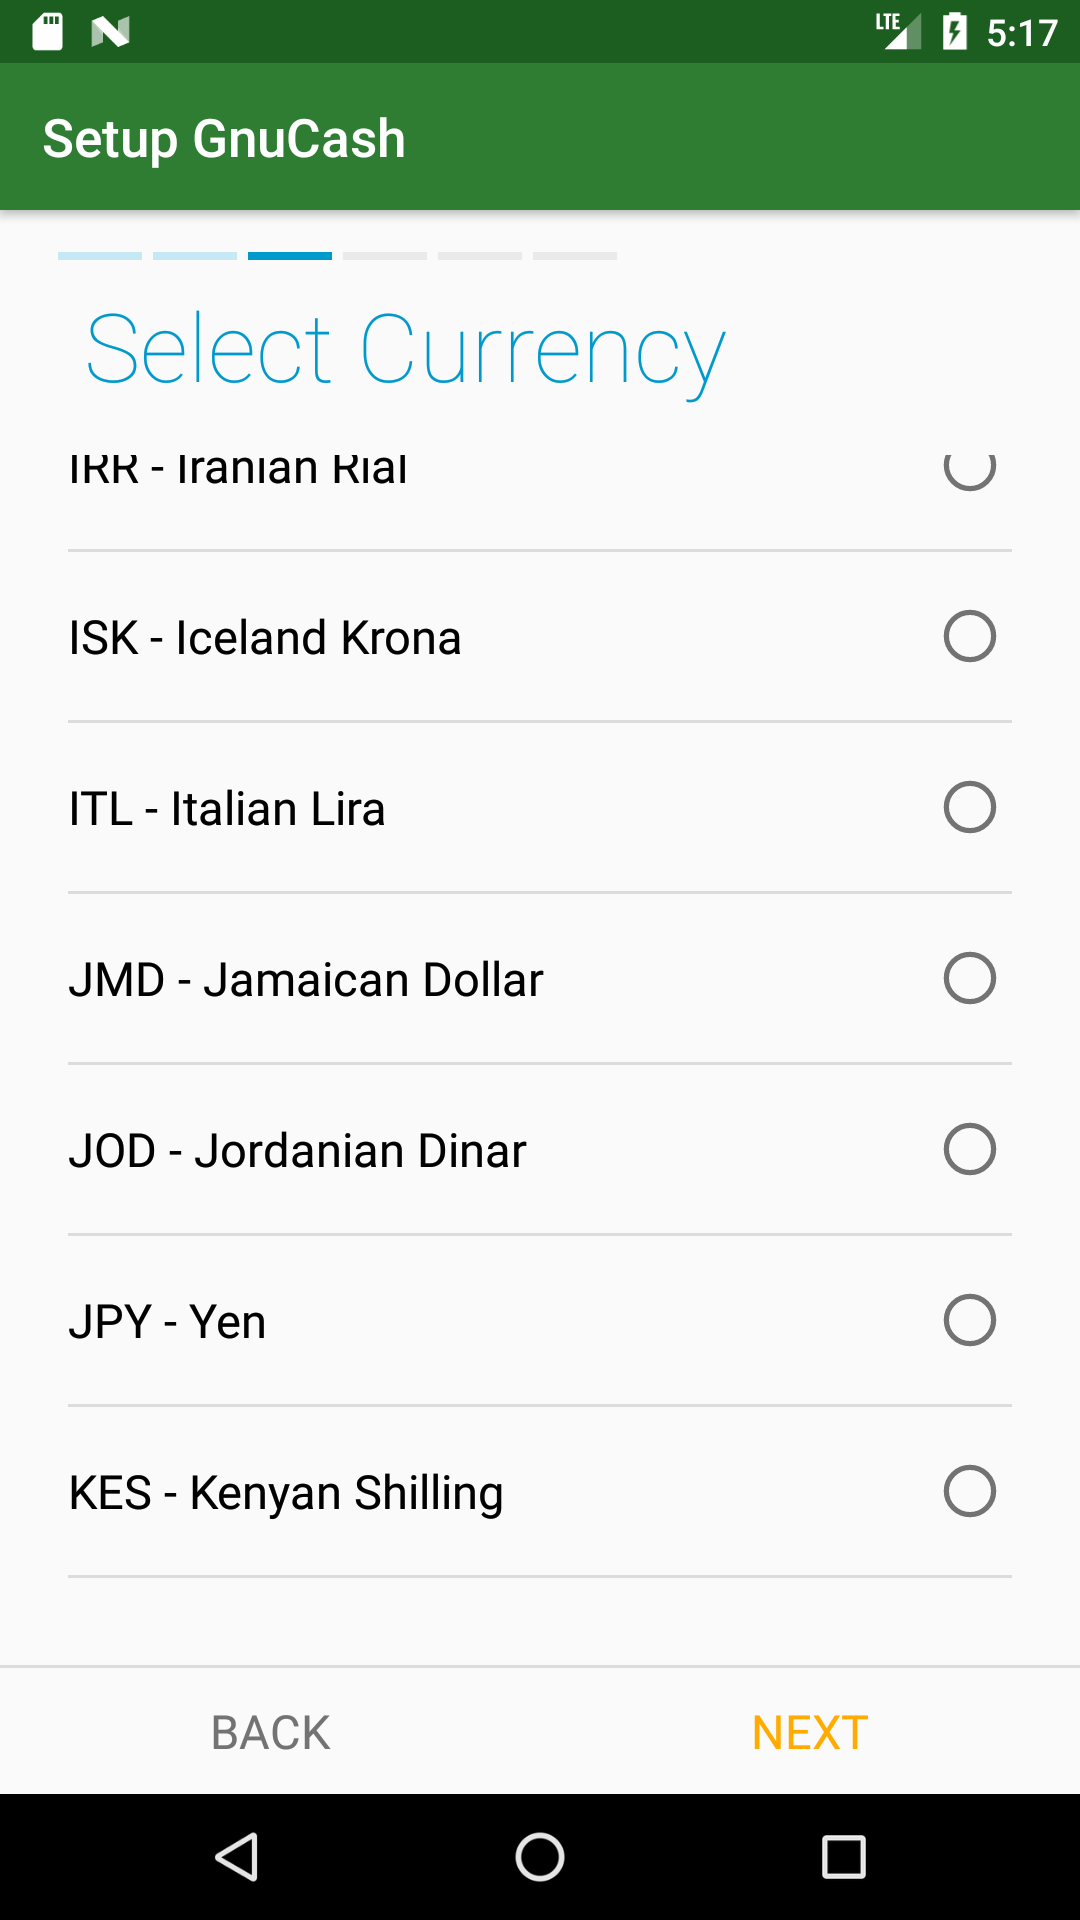 LTE 5:17
Setup GnuCash
Select Currency
IRR - Iranian Rial
ISK - Iceland Krona
ITL - Italian Lira
JMD - Jamaican Dollar
JOD - Jordanian Dinar
JPY - Yen
KES - Kenyan Shilling
BACK NEXT